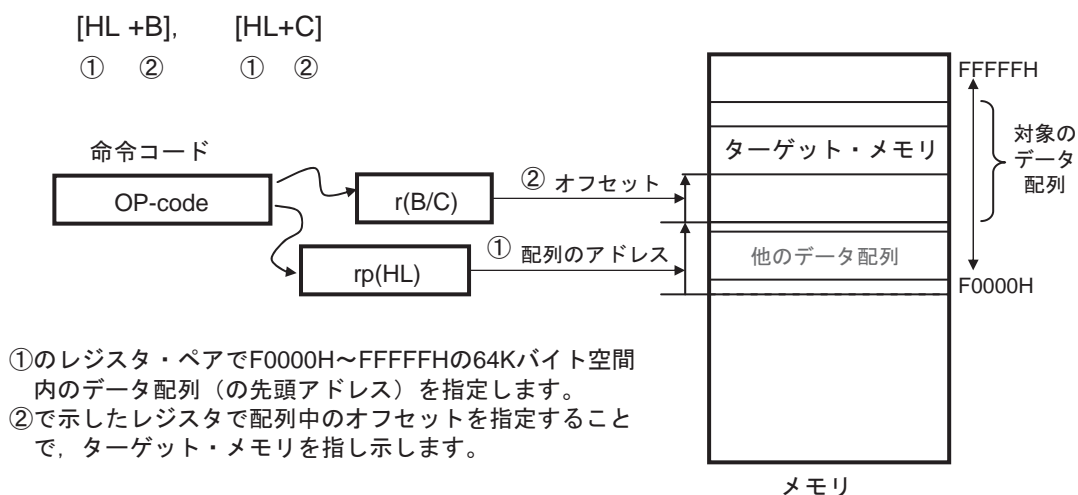 [HL +B],　　[HL+C]
①　②　　①　②
命令コード
OP-code
r(B/C)
rp(HL)
② オフセット
① 配列のアドレス
FFFFFH
ターゲット・メモリ
対象の
データ
配列
他のデータ配列
F0000H
メモリ
①のレジスタ・ペアでF0000H～FFFFFHの64Kバイト空間
内のデータ配列（の先頭アドレス）を指定します。
②で示したレジスタで配列中のオフセットを指定すること
で，ターゲット・メモリを指し示します。